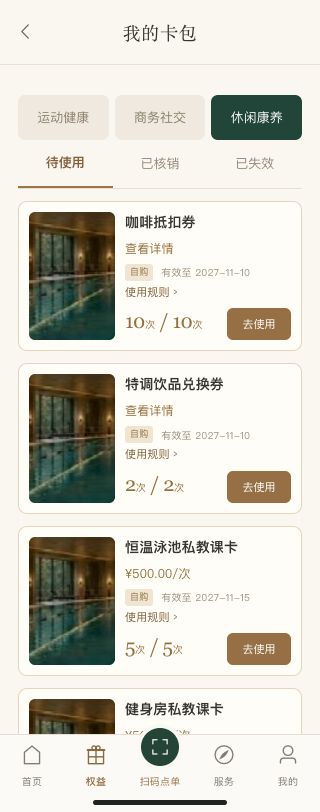 我的卡包
运动健康
商务社交
休闲康养
待使用
已核销
已失效
咖啡抵扣券
查看详情
自购 有效至 2027-11-10
使用规则 >
10次 / 10次
去使用
特调饮品兑换券
查看详情
自购 有效至 2027-11-10
使用规则 >
2次 / 2次
去使用
恒温泳池私教课卡
¥500.00/次
自购 有效至 2027-11-15
使用规则 >
5次 / 5次
去使用
健身房私教课卡
首页
权益
扫码点单
服务
我的